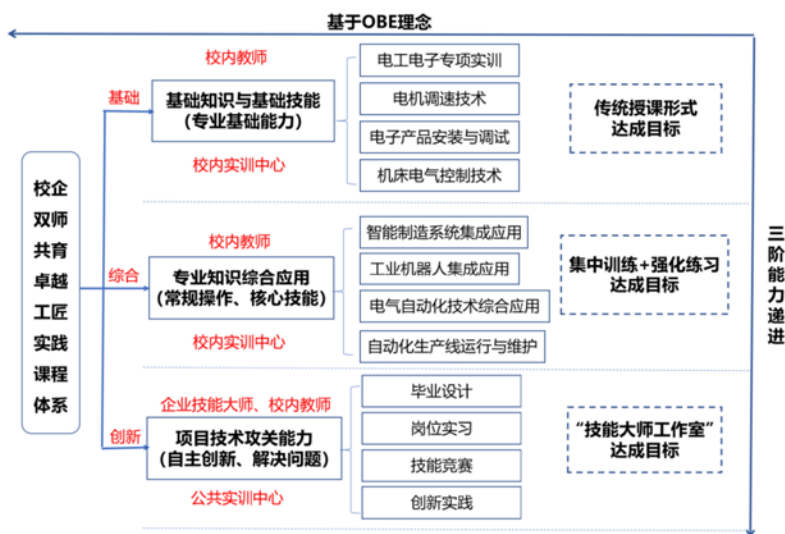 基于OBE理念
校企
双师
共育
卓越
工匠
实践
课程
体系
基础
校内教师
基础知识与基础技能
（专业基础能力）
校内实训中心
电工电子专项实训
电机调速技术
电子产品安装与调试
机床电气控制技术
传统授课形式
达成目标
综合
校内教师
专业知识综合应用
（常规操作、核心技能）
校内实训中心
智能制造系统集成应用
工业机器人集成应用
电气自动化技术综合应用
自动化生产线运行与维护
集中训练+强化练习
达成目标
创新
企业技能大师、校内教师
项目技术攻关能力
（自主创新、解决问题）
公共实训中心
毕业设计
岗位实习
技能竞赛
创新实践
“技能大师工作室”
达成目标
三阶能力递进